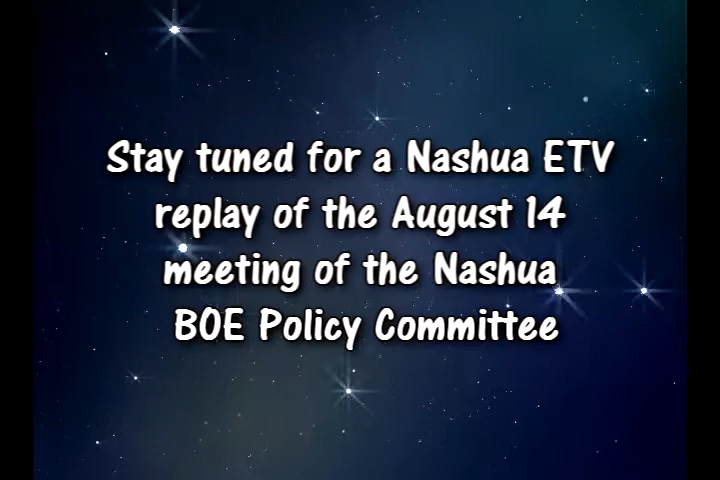 Stay tuned for a Nashua ETV
replay of the August 14
meeting of the Nashua
BOE Policy Committee